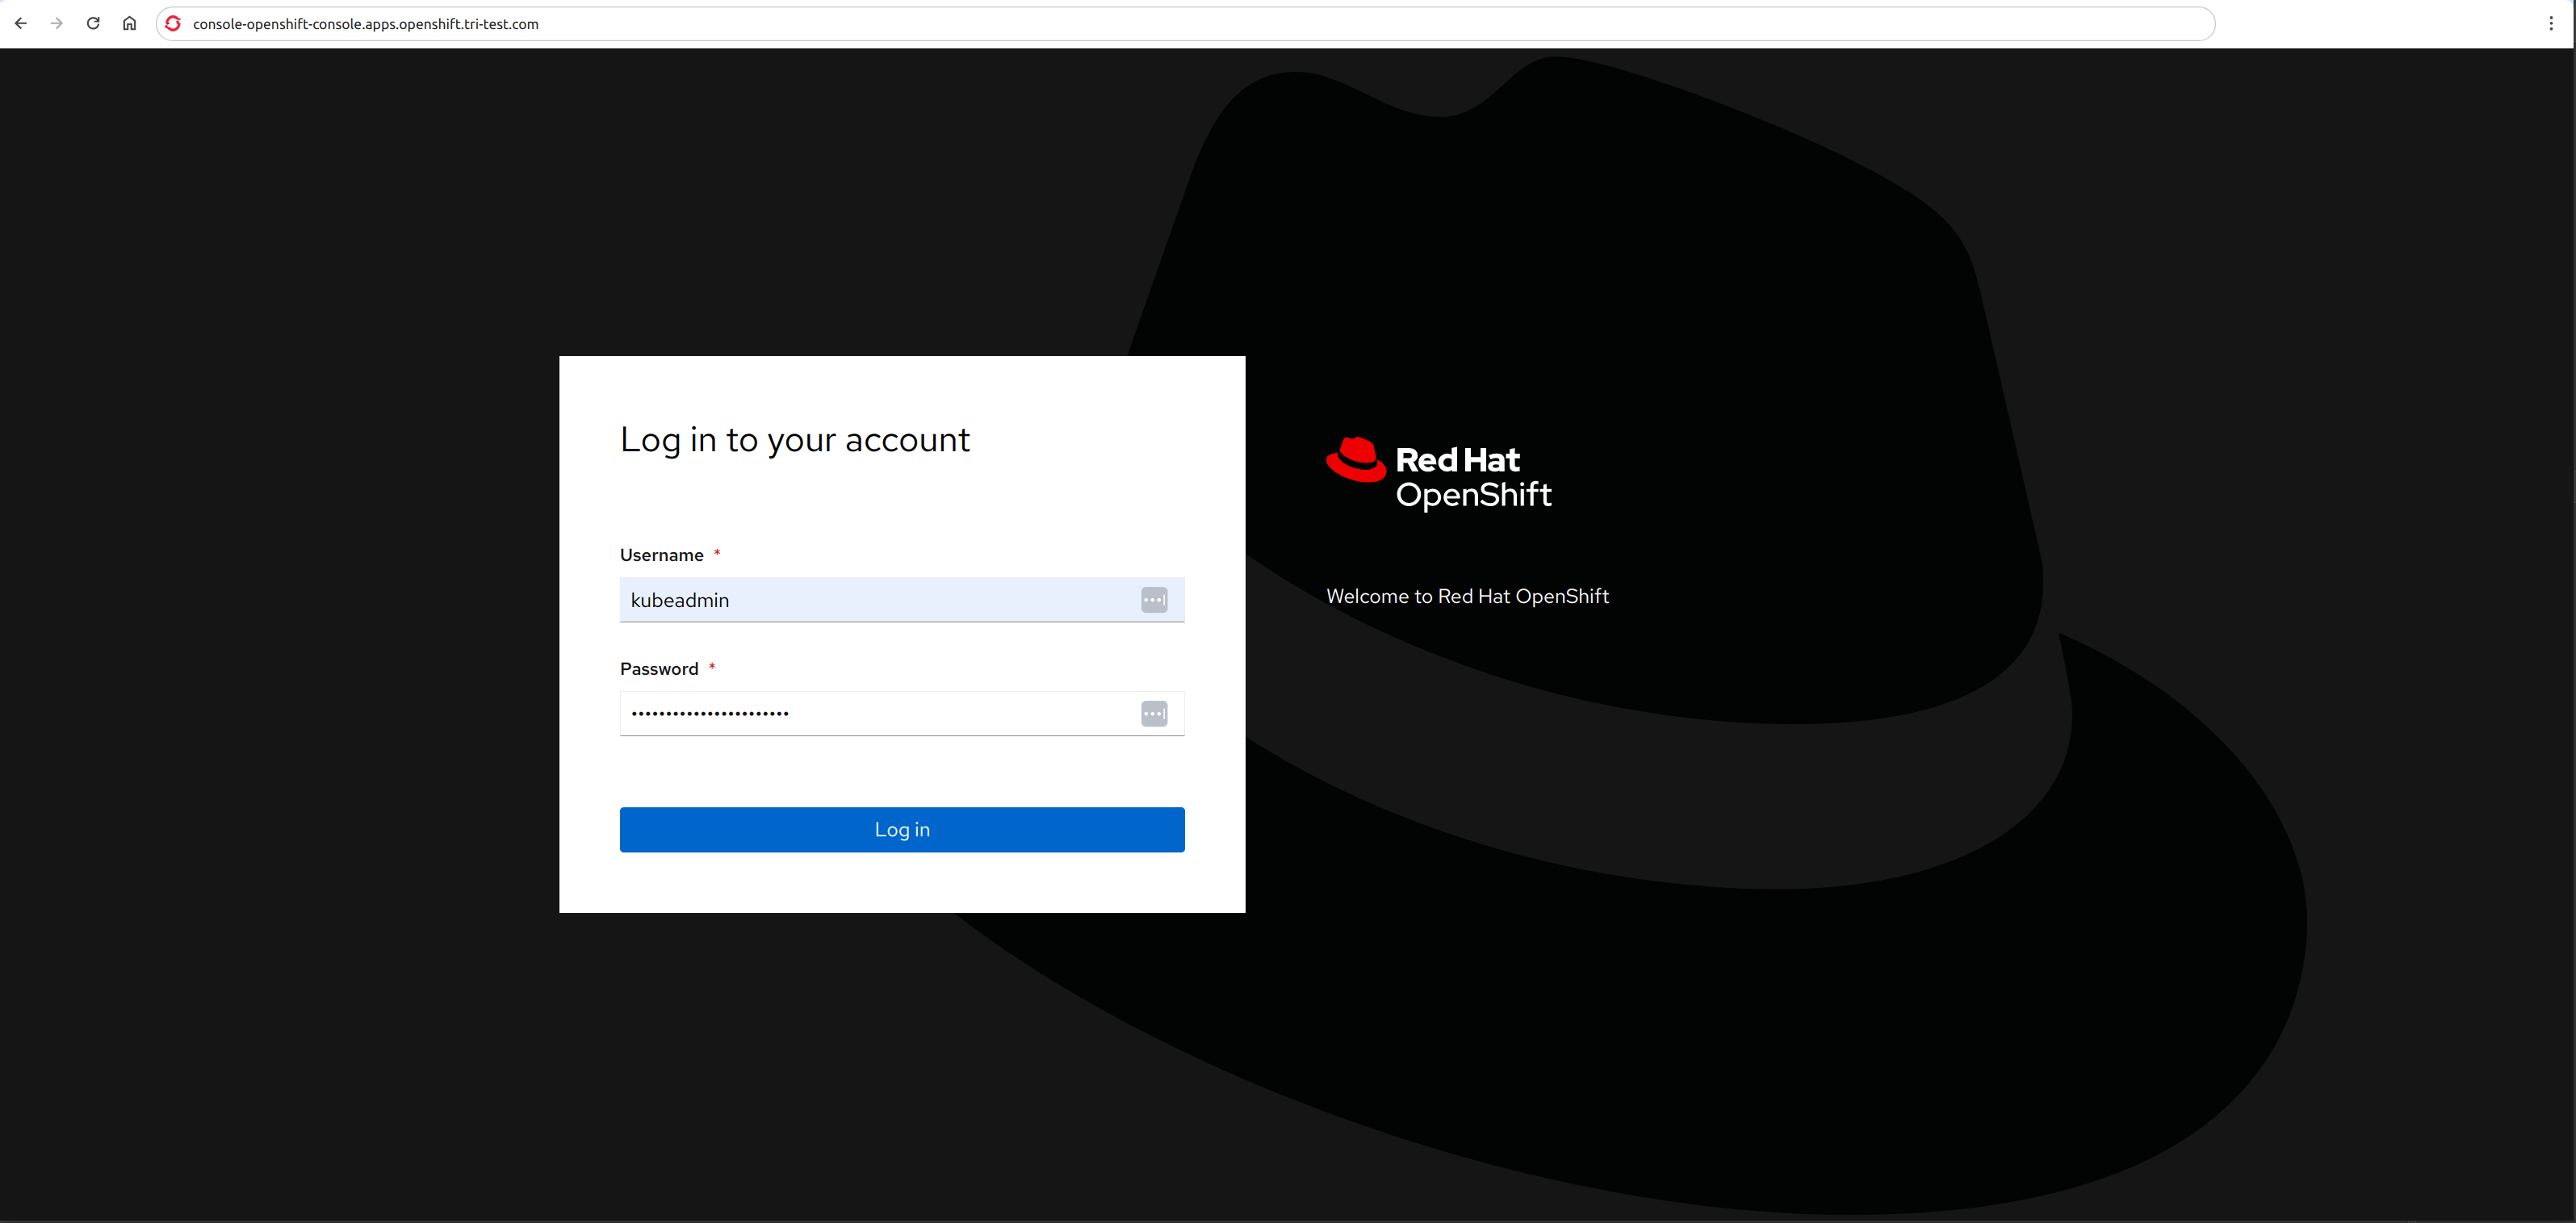 console-openshift-console.apps.openshift.tri-test.com
Log in to your account
Username *
kubeadmin
Password *
•••••••••••••••••••••••
Log in
Red Hat
OpenShift
Welcome to Red Hat OpenShift